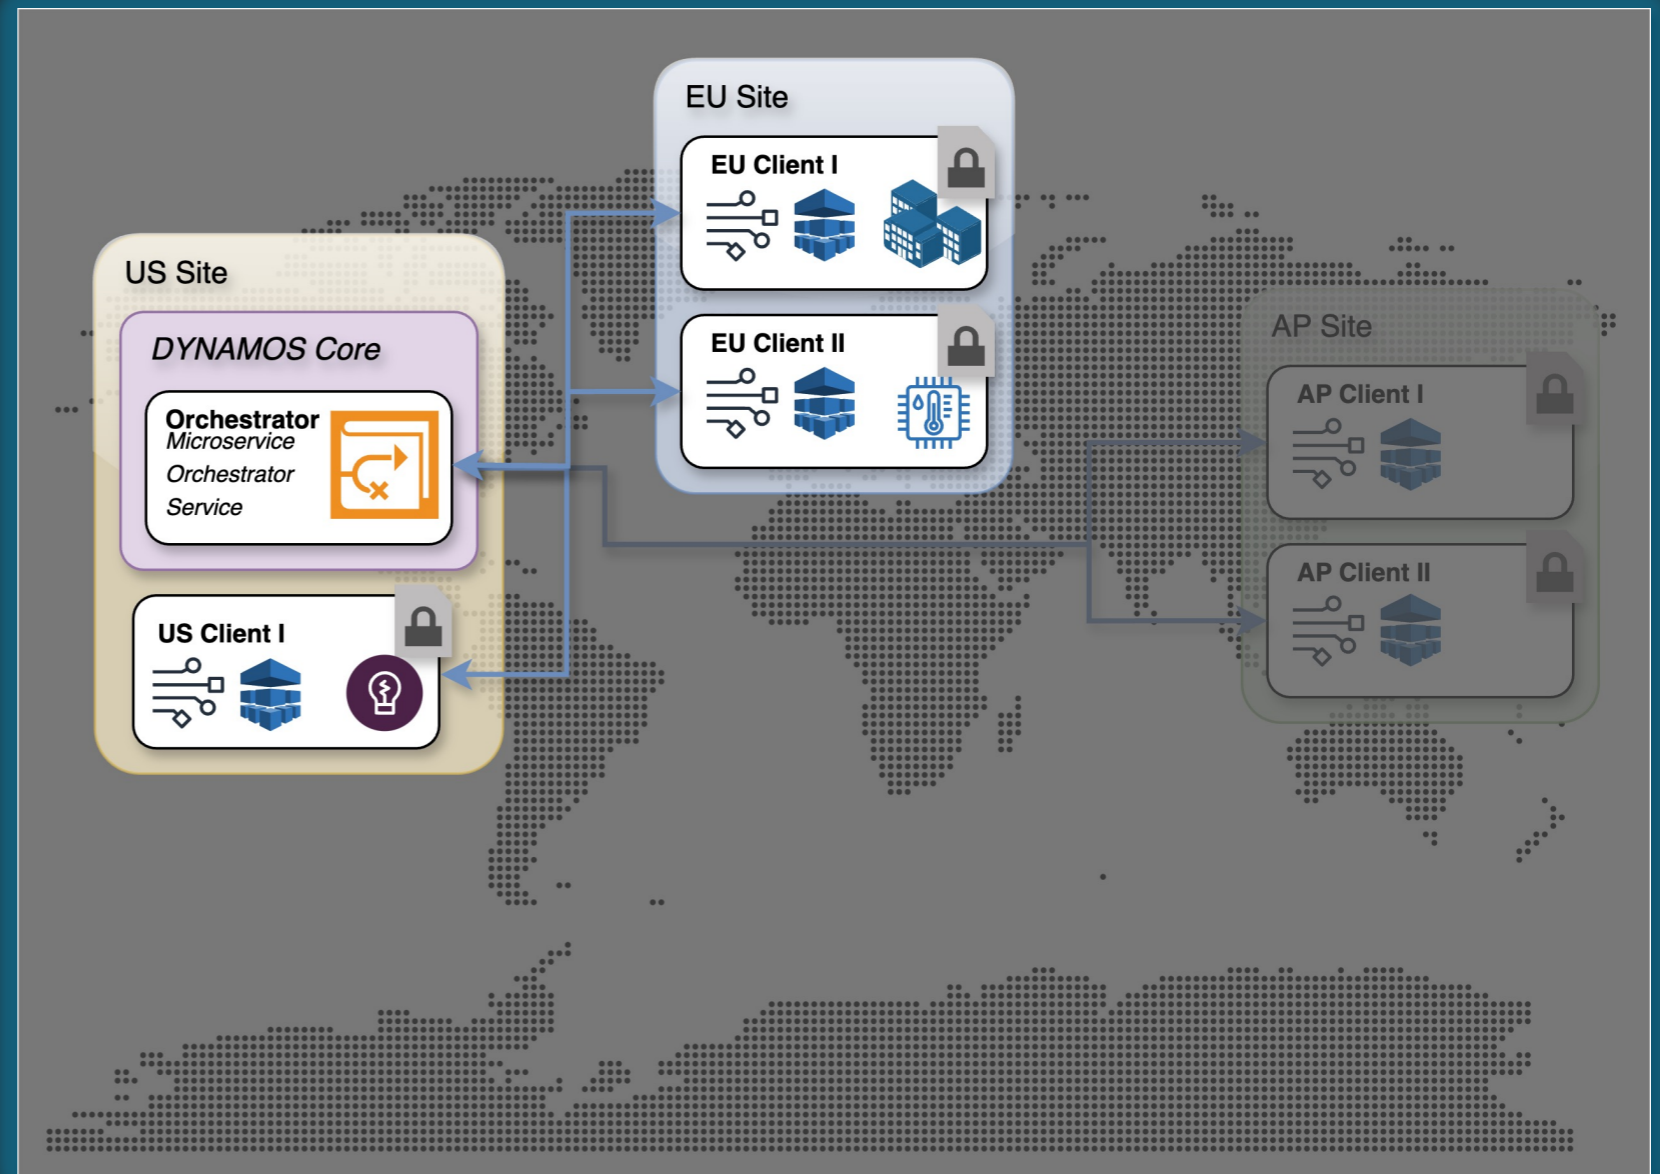 EU Site
EU Client I
EU Client II
US Site
DYNAMOS Core
Orchestrator
Microservice
Orchestrator
Service
US Client I
AP Site
AP Client I
AP Client II